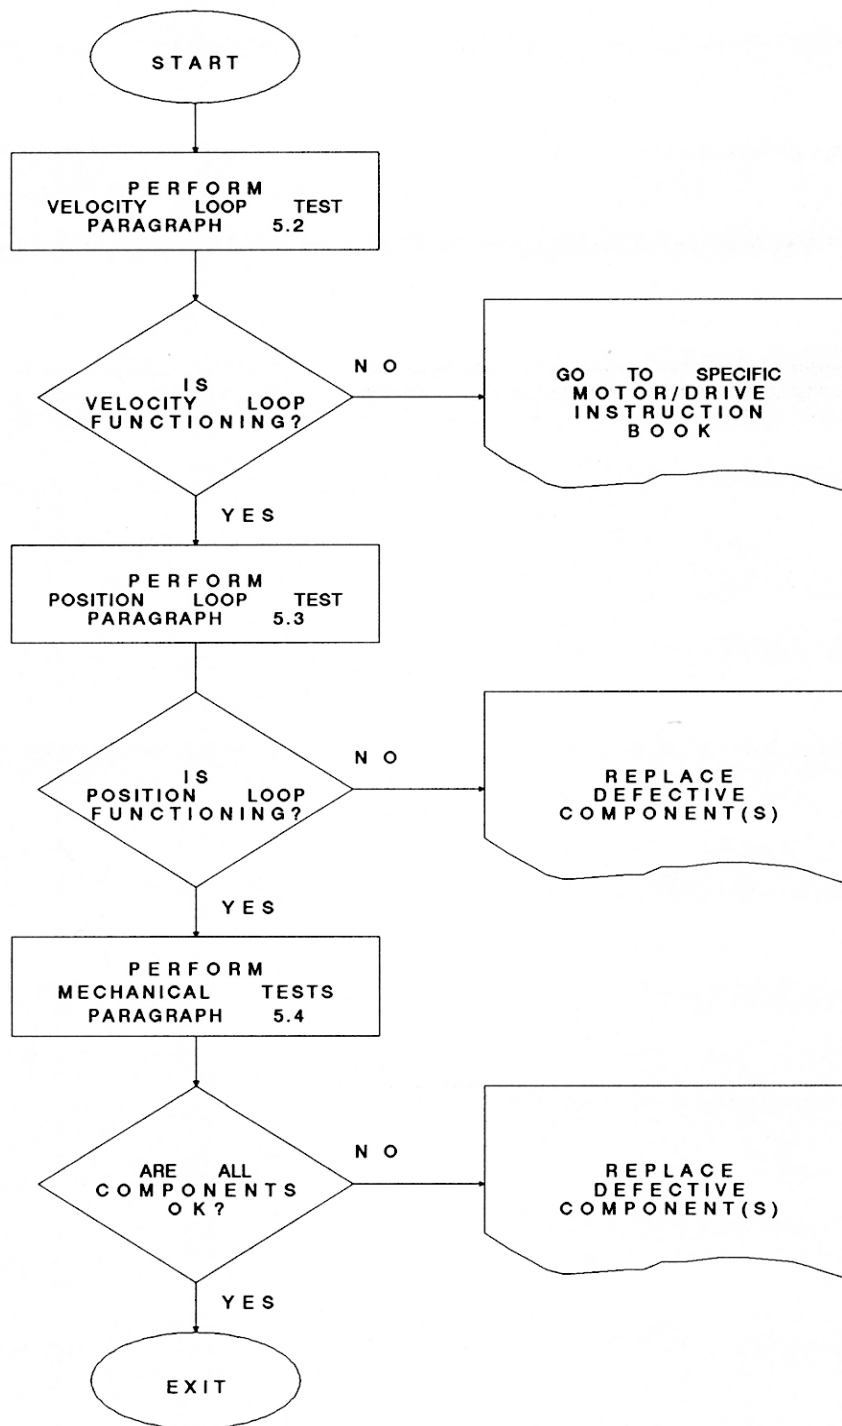 START
PERFORM
VELOCITY LOOP TEST
PARAGRAPH 5.2
IS
VELOCITY LOOP
FUNCTIONING?
NO
GO TO SPECIFIC
MOTOR/DRIVE
INSTRUCTION
BOOK
YES
PERFORM
POSITION LOOP TEST
PARAGRAPH 5.3
IS
POSITION LOOP
FUNCTIONING?
NO
REPLACE
DEFECTIVE
COMPONENT(S)
YES
PERFORM
MECHANICAL TESTS
PARAGRAPH 5.4
ARE ALL
COMPONENTS
OK?
NO
REPLACE
DEFECTIVE
COMPONENT(S)
YES
EXIT